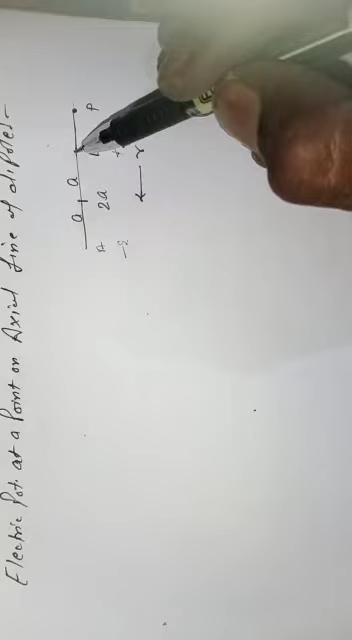 Electric Pot. at a Point on Axial line of dipole:-
a a P
A 2a
-q r